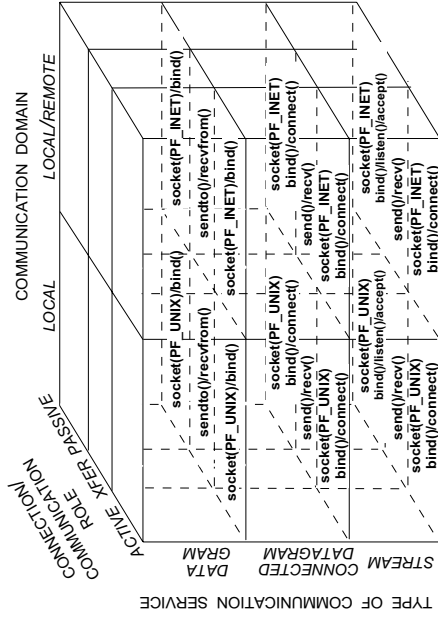 COMMUNICATION DOMAIN
LOCAL
LOCAL/REMOTE
CONNECTION/
COMMUNICATION
ROLE
ACTIVE
XFER
PASSIVE
TYPE OF COMMUNICATION SERVICE
DATA
GRAM
socket(PF_UNIX)/bind()
sendto()/recvfrom()
socket(PF_UNIX)/bind()
socket(PF_INET)/bind()
sendto()/recvfrom()
socket(PF_INET)/bind()
CONNECTED
DATAGRAM
socket(PF_UNIX)
bind()/connect()
send()/recv()
socket(PF_UNIX)
bind()/connect()
socket(PF_INET)
bind()/connect()
send()/recv()
socket(PF_INET)
bind()/connect()
STREAM
socket(PF_UNIX)
bind()/listen()/accept()
send()/recv()
socket(PF_UNIX)
bind()/connect()
socket(PF_INET)
bind()/listen()/accept()
send()/recv()
socket(PF_INET)
bind()/connect()